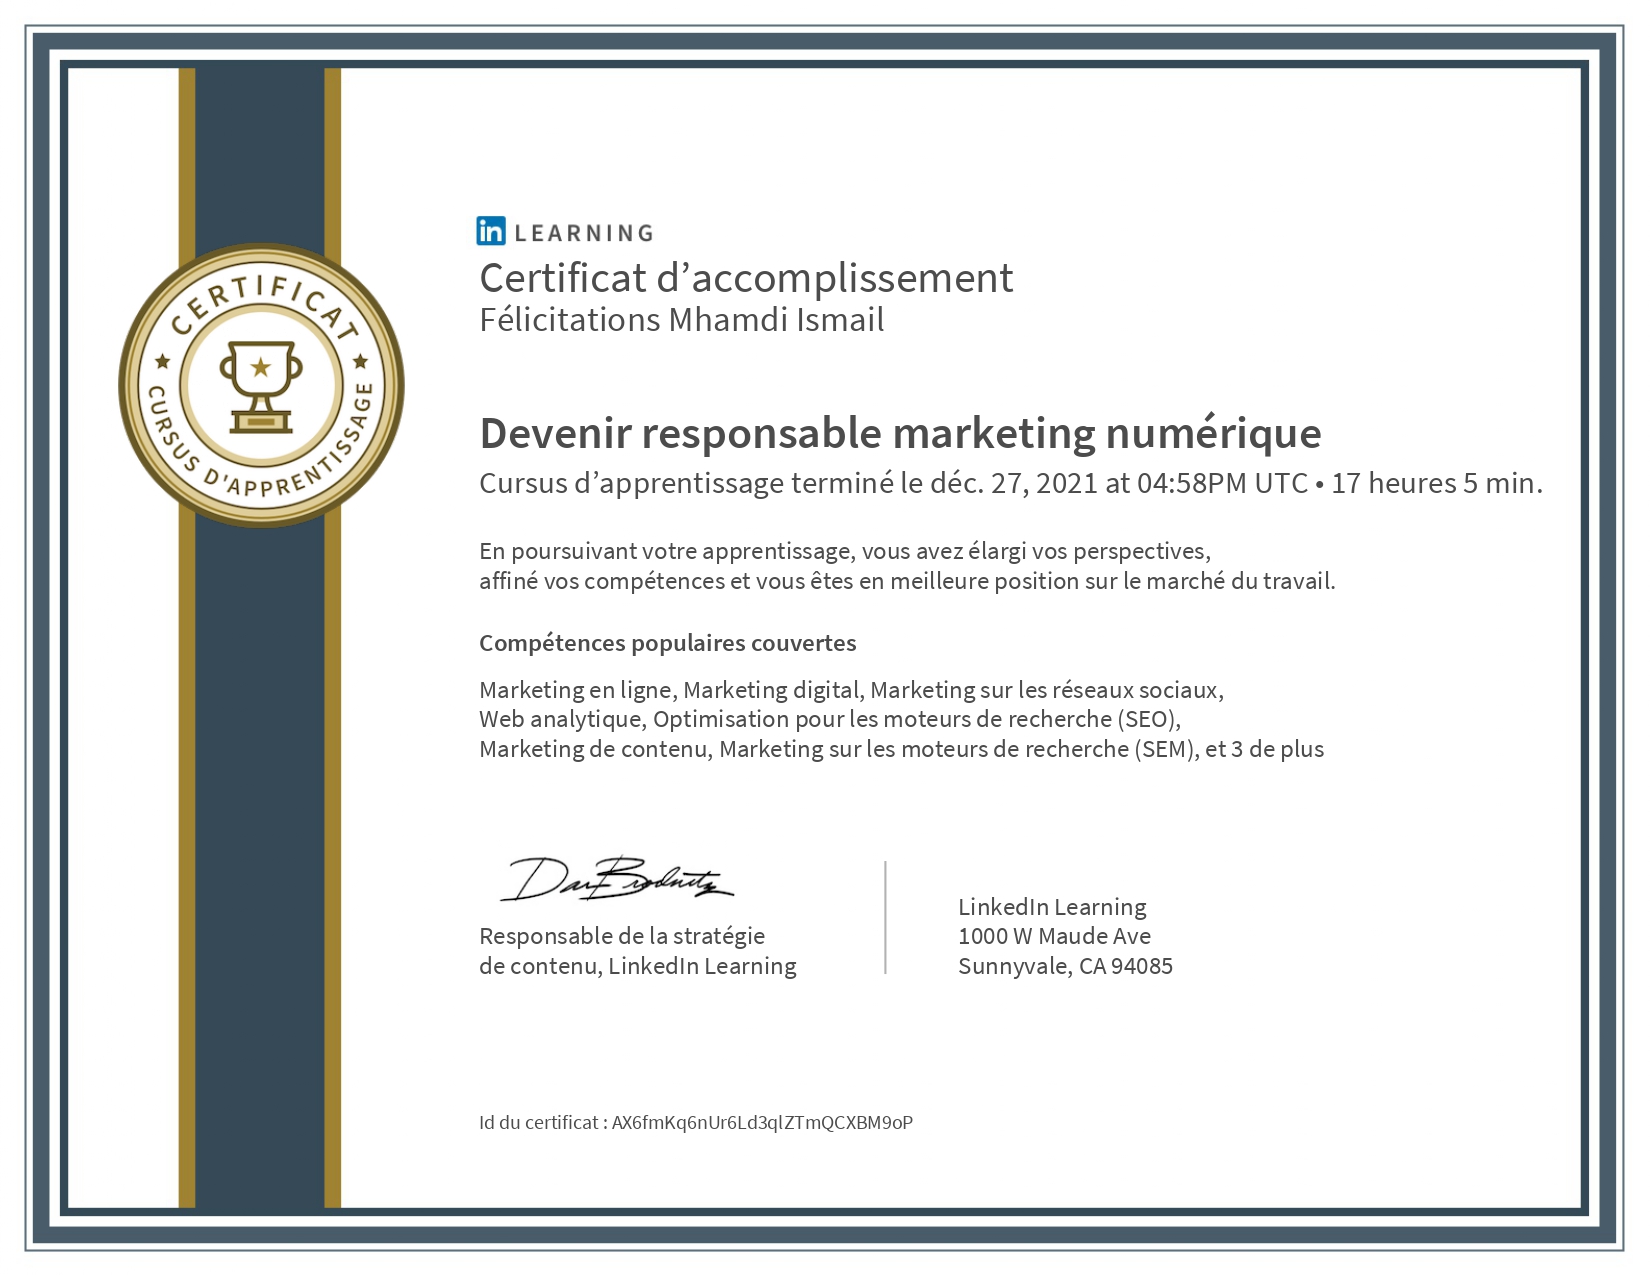 CERTIFICAT
CURSUS D'APPRENTISSAGE
in LEARNING
Certificat d’accomplissement
Félicitations Mhamdi Ismail
Devenir responsable marketing numérique
Cursus d’apprentissage terminé le déc. 27, 2021 at 04:58PM UTC • 17 heures 5 min.
En poursuivant votre apprentissage, vous avez élargi vos perspectives,
affiné vos compétences et vous êtes en meilleure position sur le marché du travail.
Compétences populaires couvertes
Marketing en ligne, Marketing digital, Marketing sur les réseaux sociaux,
Web analytique, Optimisation pour les moteurs de recherche (SEO),
Marketing de contenu, Marketing sur les moteurs de recherche (SEM), et 3 de plus
Dan Brodnitz
Responsable de la stratégie
de contenu, LinkedIn Learning
LinkedIn Learning
1000 W Maude Ave
Sunnyvale, CA 94085
Id du certificat : AX6fmKq6nUr6Ld3qlZTmQCXBM9oP